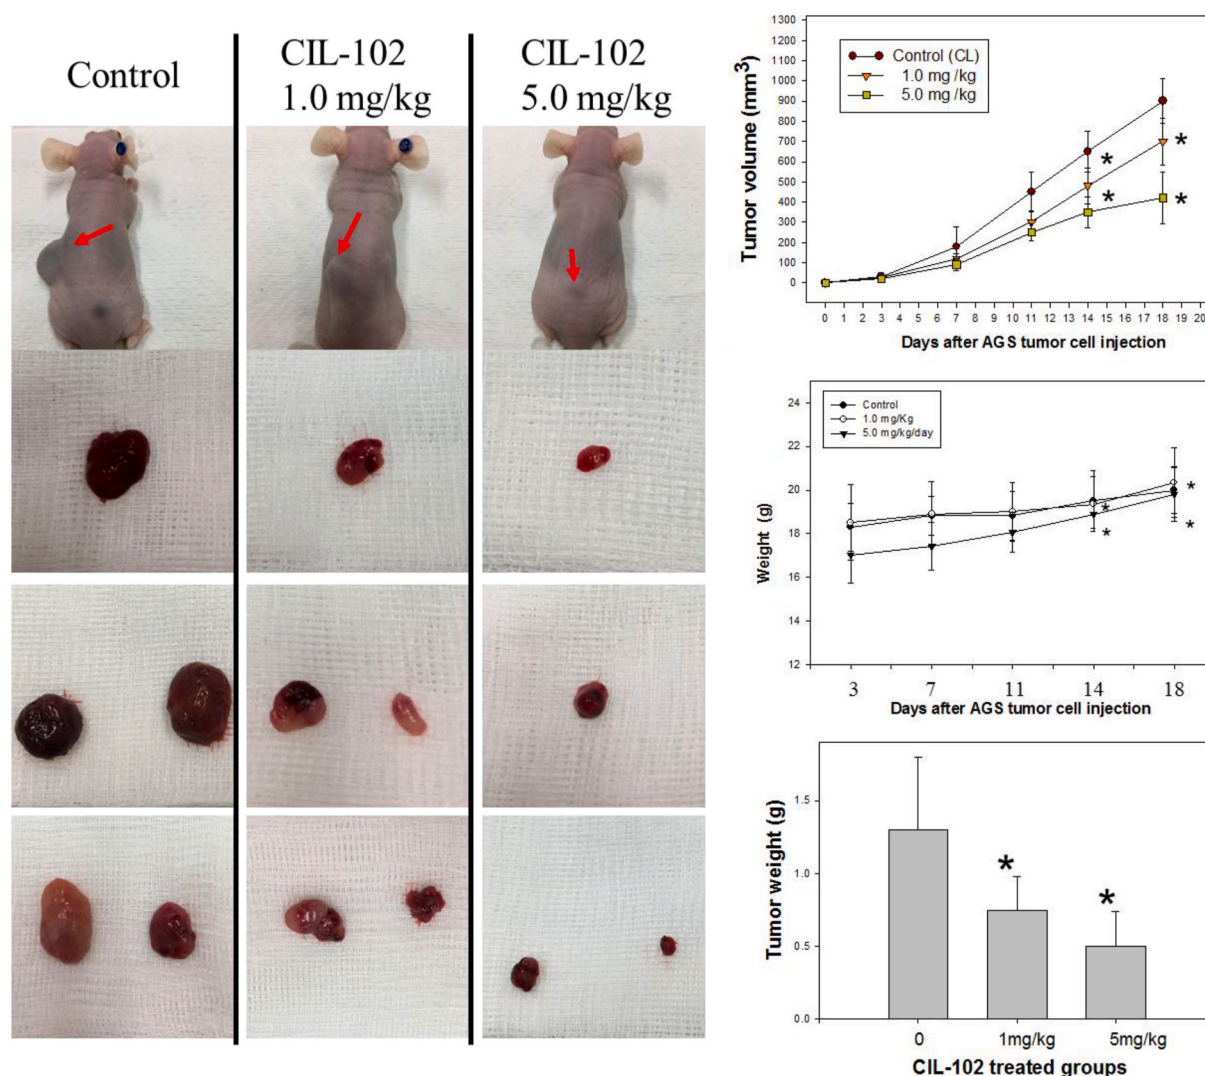 Control
CIL-102
1.0 mg/kg
CIL-102
5.0 mg/kg
Tumor volume (mm3)
1300
1200
1100
1000
900
800
700
600
500
400
300
200
100
0
Control (CL)
1.0 mg /kg
5.0 mg /kg
*
*
*
*
0 1 2 3 4 5 6 7 8 9 10 11 12 13 14 15 16 17 18 19 20
Days after AGS tumor cell injection
Weight (g)
24
22
20
18
16
14
12
Control
1.0 mg/Kg
5.0 mg/kg/day
*
*
*
*
3 7 11 14 18
Days after AGS tumor cell injection
Tumor weight (g)
1.5
1.0
0.5
0.0
*
*
0 1mg/kg 5mg/kg
CIL-102 treated groups